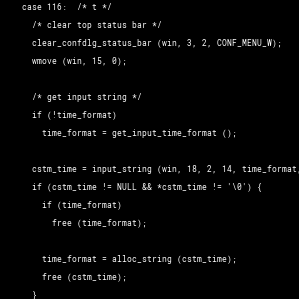 case 116:  /* t */
/* clear top status bar */
clear_confdlg_status_bar (win, 3, 2, CONF_MENU_W);
wmove (win, 15, 0);
/* get input string */
if (!time_format)
time_format = get_input_time_format ();
cstm_time = input_string (win, 18, 2, 14, time_format,
if (cstm_time != NULL && *cstm_time != '\0') {
if (time_format)
free (time_format);
time_format = alloc_string (cstm_time);
free (cstm_time);
}